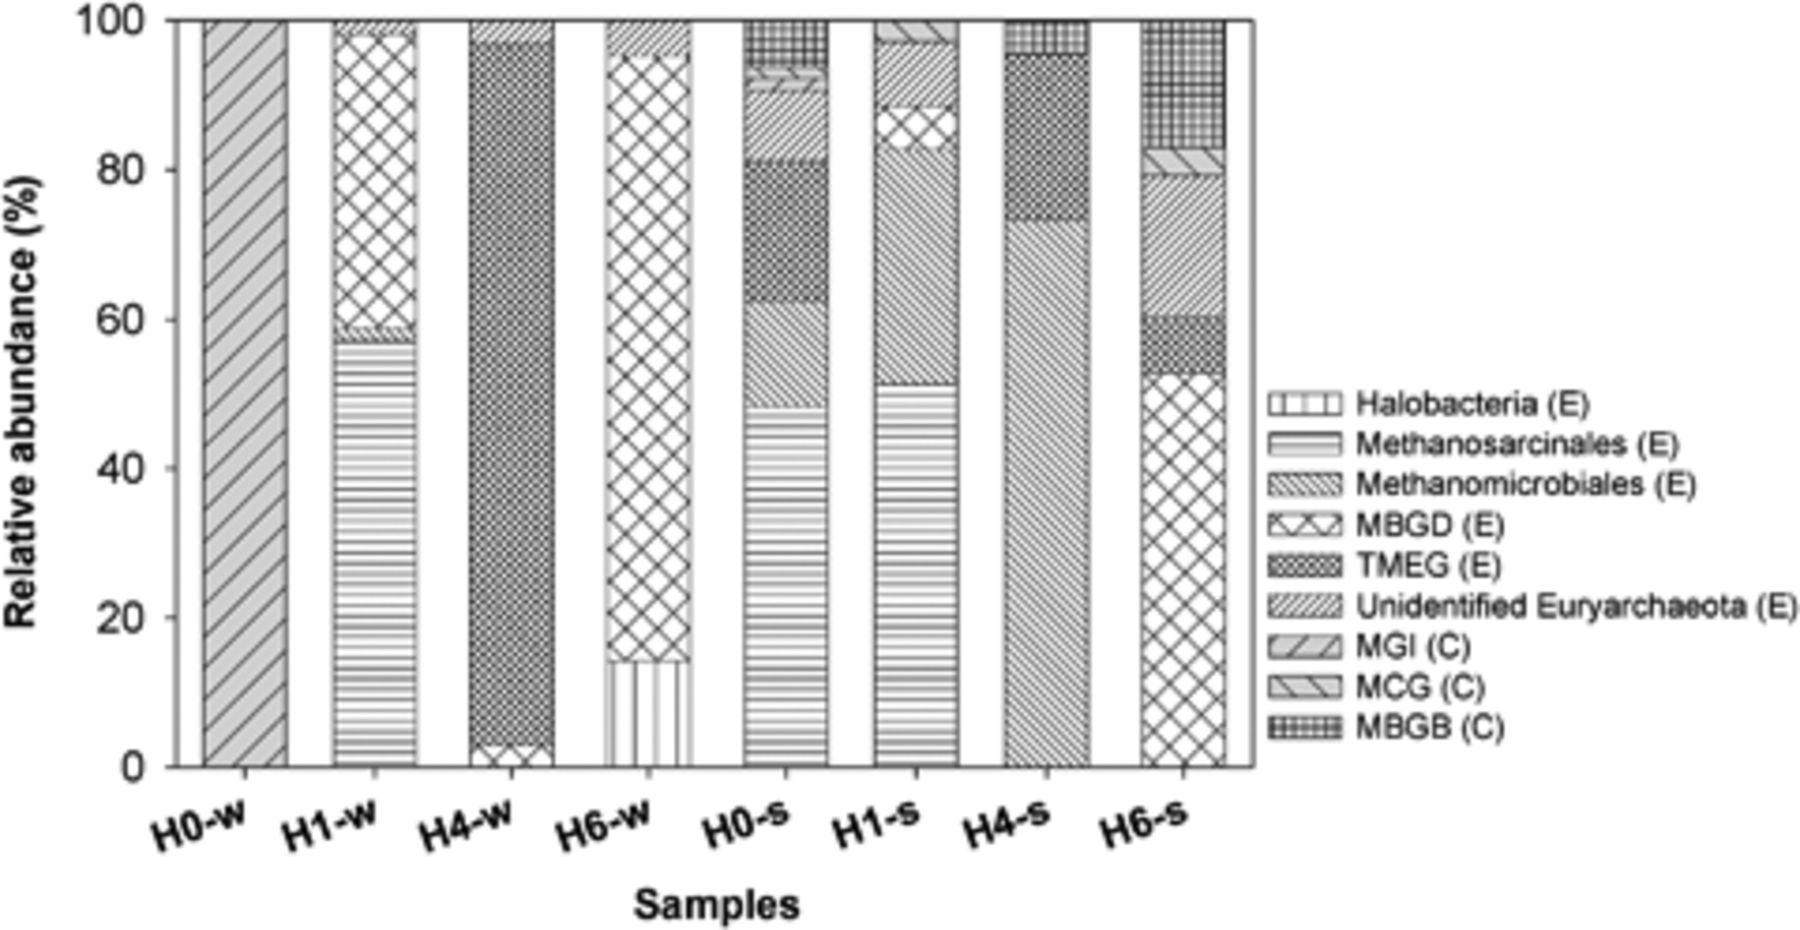 Relative abundance (%)
100
80
60
40
20
0
H0-w H1-w H4-w H6-w H0-s H1-s H4-s H6-s
Samples
Halobacteria (E)
Methanosarcinales (E)
Methanomicrobiales (E)
MBGD (E)
TMEG (E)
Unidentified Euryarchaeota (E)
MGI (C)
MCG (C)
MBGB (C)